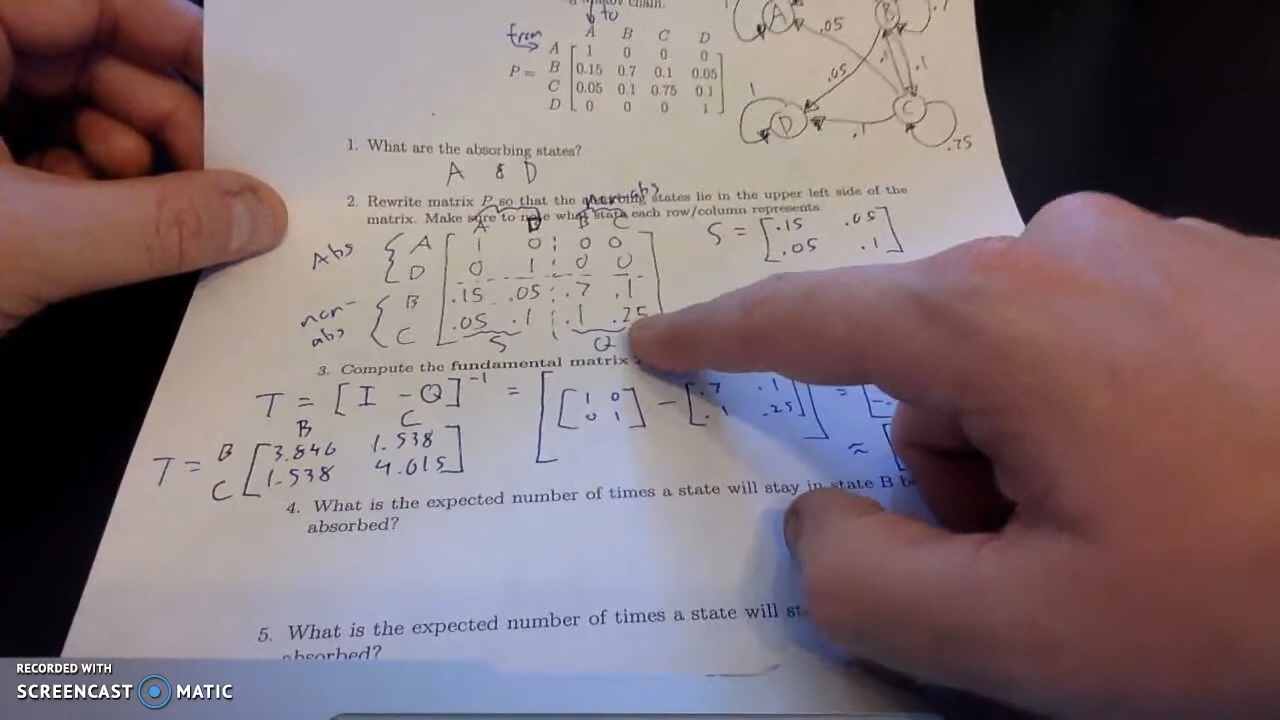 to
from A B C D
A 1 0 0 0
P = B 0.15 0.7 0.1 0.05
C 0.05 0.1 0.75 0.1
D 0 0 0 1
A .05 B
.05 .1
1 D .1 C
.75
1. What are the absorbing states?
A & D
2. Rewrite matrix P so that the states lie in the upper left side of the
matrix. Make sure to note what state each row/column represents.
A D B C
Abs A 1 0 0 0
D 0 1 0 0
non- B .15 .05 .7 .1
abs C .05 .1 .1 .25
S Q
S = [.15 .05
.05 .1]
3. Compute the fundamental matrix
T = [I - Q]⁻¹ = [[1 0 0 1] - [.7 .1 .1 .25]] =
B C
T = B [3.846 1.538
C 1.538 4.615] ≈
4. What is the expected number of times a state will stay in state B
absorbed?
5. What is the expected number of times a state will
absorbed?
RECORDED WITH
SCREENCAST MATIC